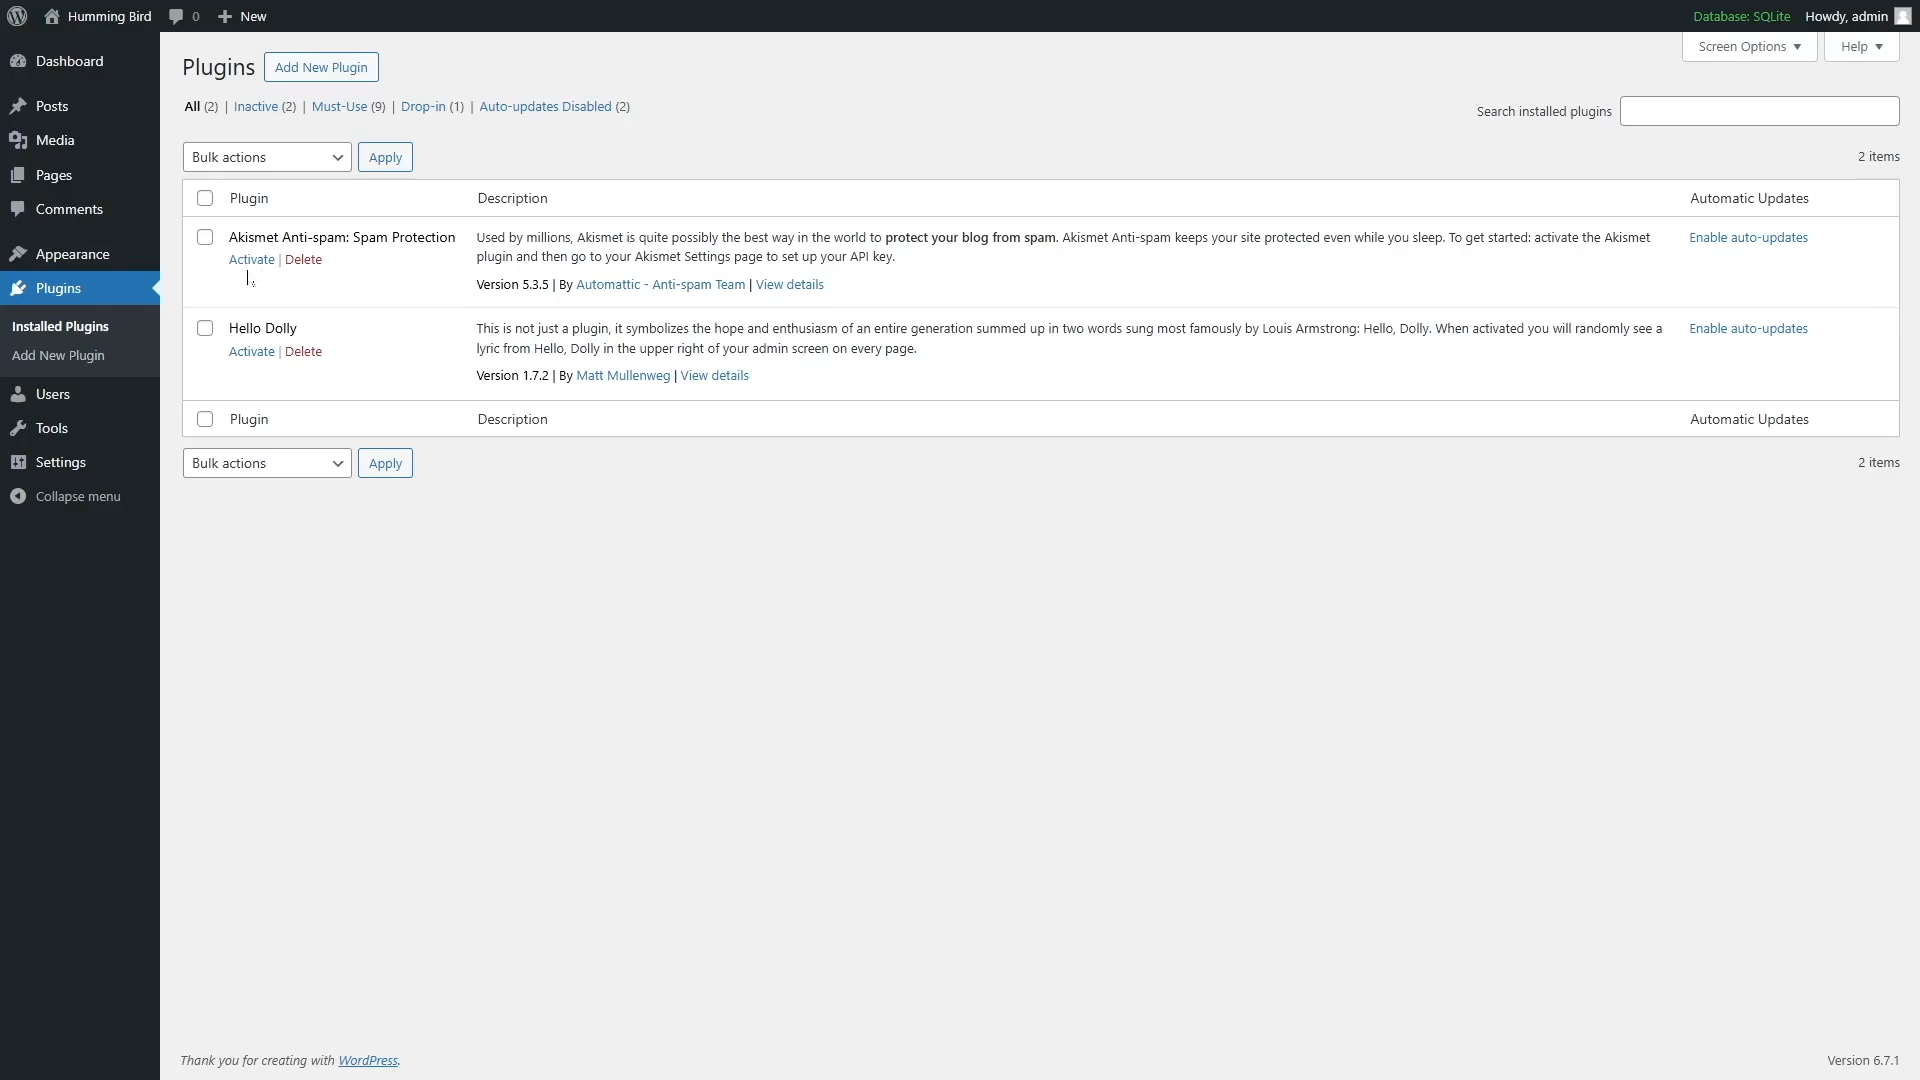 Humming Bird 0 New Database: SQLite Howdy, admin
Screen Options Help
Dashboard
Posts
Media
Pages
Comments
Appearance
Plugins
Installed Plugins
Add New Plugin
Users
Tools
Settings
Collapse menu
Plugins Add New Plugin
All (2) | Inactive (2) | Must-Use (9) | Drop-in (1) | Auto-updates Disabled (2)
Search installed plugins
Bulk actions Apply 2 items
Plugin Description Automatic Updates
Akismet Anti-spam: Spam Protection
Activate | Delete
Used by millions, Akismet is quite possibly the best way in the world to protect your blog from spam. Akismet Anti-spam keeps your site protected even while you sleep. To get started: activate the Akismet
plugin and then go to your Akismet Settings page to set up your API key.
Version 5.3.5 | By Automattic - Anti-spam Team | View details
Enable auto-updates
Hello Dolly
Activate | Delete
This is not just a plugin, it symbolizes the hope and enthusiasm of an entire generation summed up in two words sung most famously by Louis Armstrong: Hello, Dolly. When activated you will randomly see a
lyric from Hello, Dolly in the upper right of your admin screen on every page.
Version 1.7.2 | By Matt Mullenweg | View details
Enable auto-updates
Plugin Description Automatic Updates
Bulk actions Apply 2 items
Thank you for creating with WordPress. Version 6.7.1